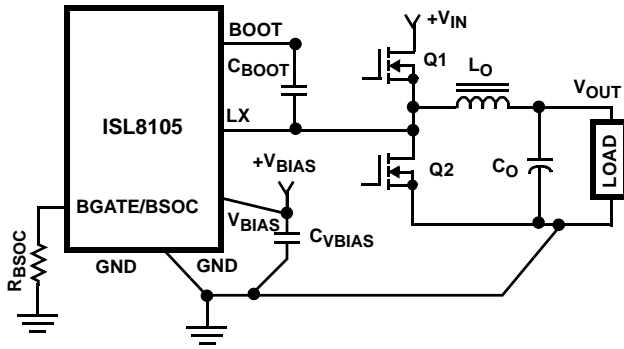 BOOT
+VIN
CBOOT
Q1
LO
VOUT
ISL8105
LX
+VBIAS
Q2
CO
LOAD
BGATE/BSOC
VBIAS
CVBIAS
RBSOC
GND
GND